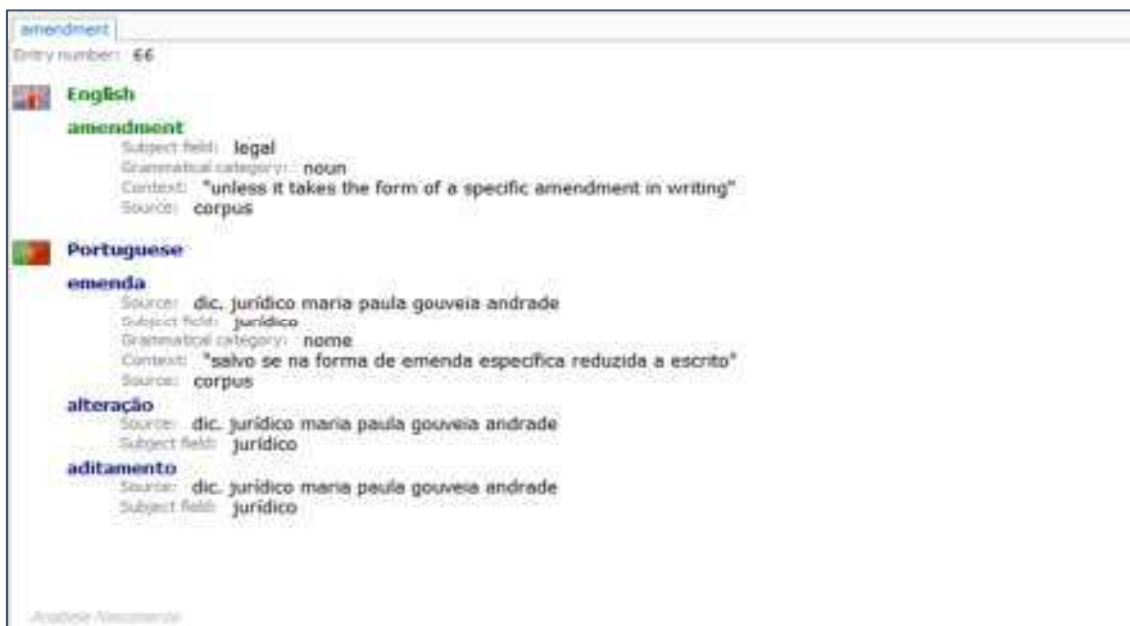 amendment
Entry number: 66
English
amendment
Subject field: legal
Grammatical category: noun
Context: "unless it takes the form of a specific amendment in writing"
Source: corpus
Portuguese
emenda
Source: dic. jurídico maria paula gouveia andrade
Subject field: jurídico
Grammatical category: nome
Context: "salvo se na forma de emenda específica reduzida a escrito"
Source: corpus
alteração
Source: dic. jurídico maria paula gouveia andrade
Subject field: jurídico
aditamento
Source: dic. jurídico maria paula gouveia andrade
Subject field: jurídico